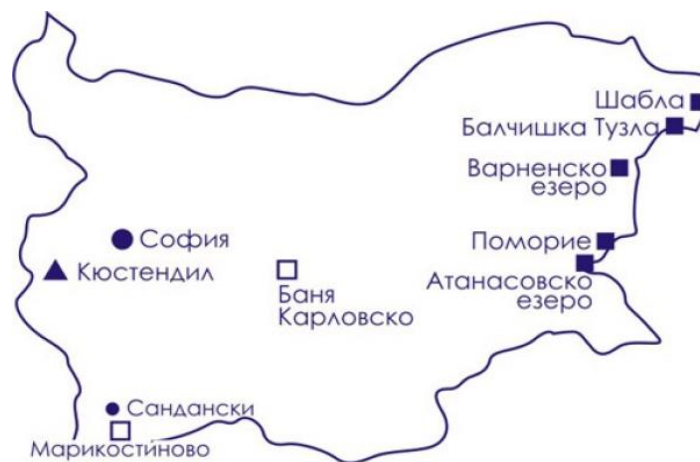 Шабла
Балчишка Тузла
Варненско
езеро
София
Поморие
Кюстендил
Атанасовско
езеро
Баня
Карловско
Сандански
Марикостиново